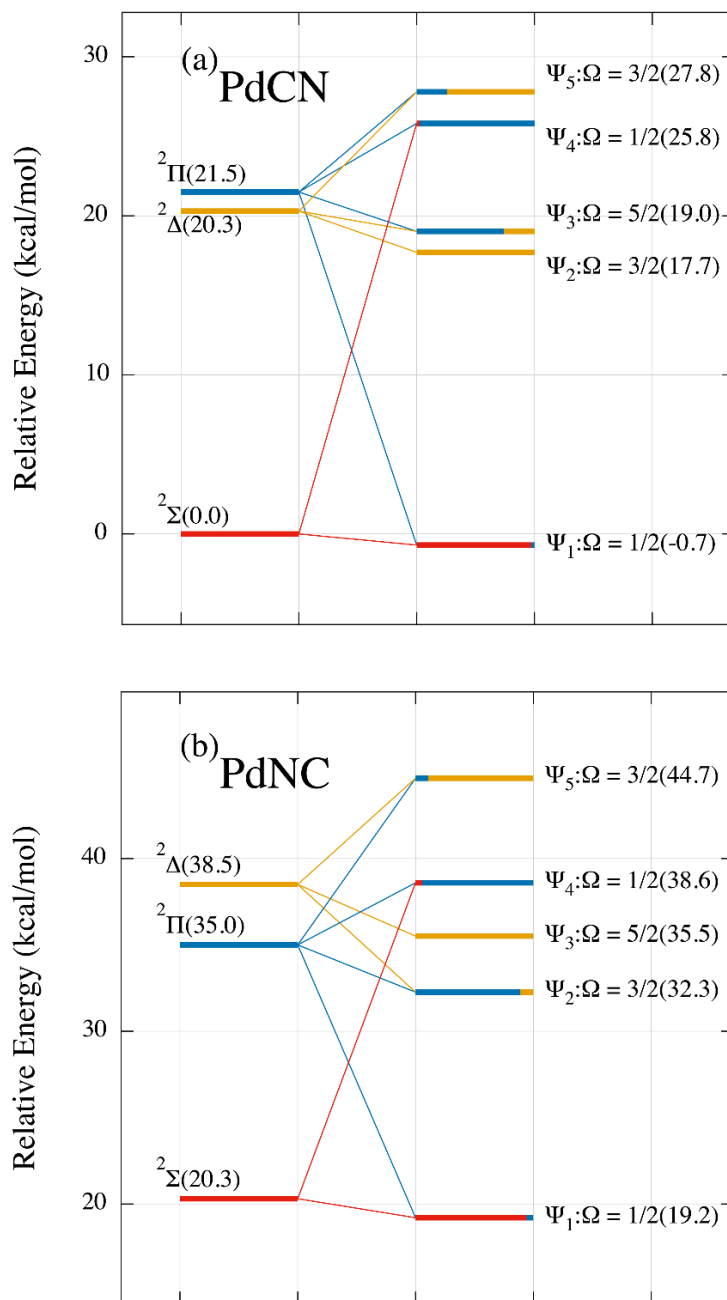 (a)
PdCN
Ψ₅:Ω = 3/2(27.8)
Ψ₄:Ω = 1/2(25.8)
Ψ₃:Ω = 5/2(19.0)-
Ψ₂:Ω = 3/2(17.7)
Ψ₁:Ω = 1/2(-0.7)
²Π(21.5)
²Δ(20.3)
²Σ(0.0)
30
20
10
0
Relative Energy (kcal/mol)
(b)
PdNC
Ψ₅:Ω = 3/2(44.7)
Ψ₄:Ω = 1/2(38.6)
Ψ₃:Ω = 5/2(35.5)
Ψ₂:Ω = 3/2(32.3)
Ψ₁:Ω = 1/2(19.2)
²Δ(38.5)
²Π(35.0)
²Σ(20.3)
40
30
20
Relative Energy (kcal/mol)